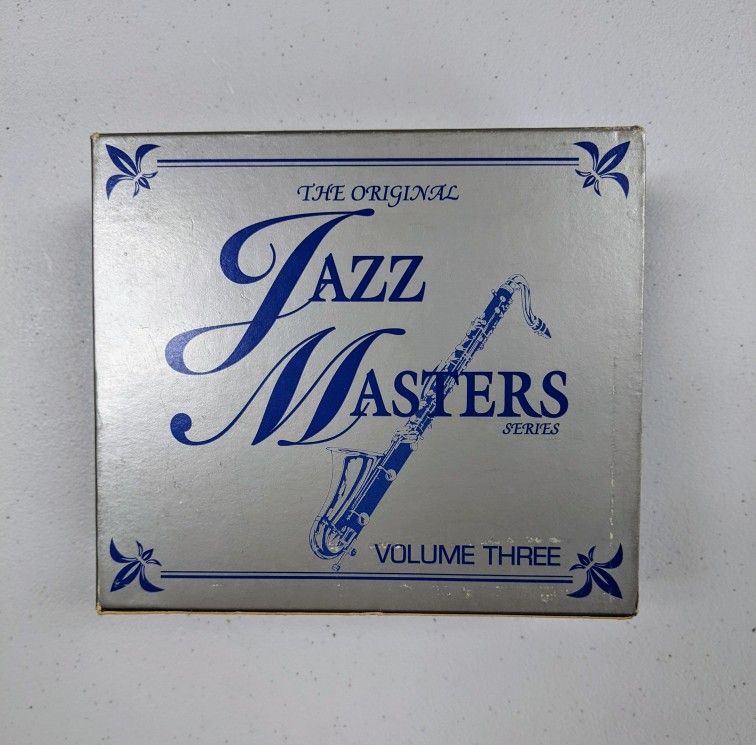 THE ORIGINAL
JAZZ
MASTERS
SERIES
VOLUME THREE